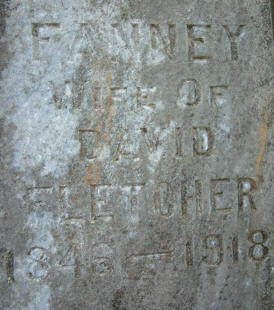 FANNEY
WIFE OF
DAVID
FLETCHER
1846 – 1918